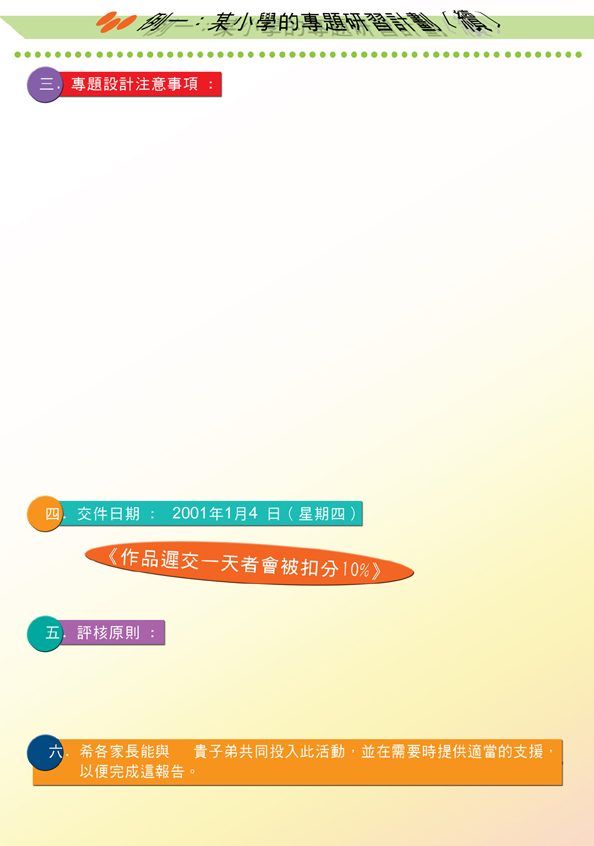 例一：某小學的專題研習計劃〔續〕
三. 專題設計注意事項 ：
四. 交件日期 ： 2001年1月4 日（星期四）
《作品遲交一天者會被扣分10%》
五. 評核原則 ：
六. 希各家長能與 貴子弟共同投入此活動，並在需要時提供適當的支援，
以便完成這報告。